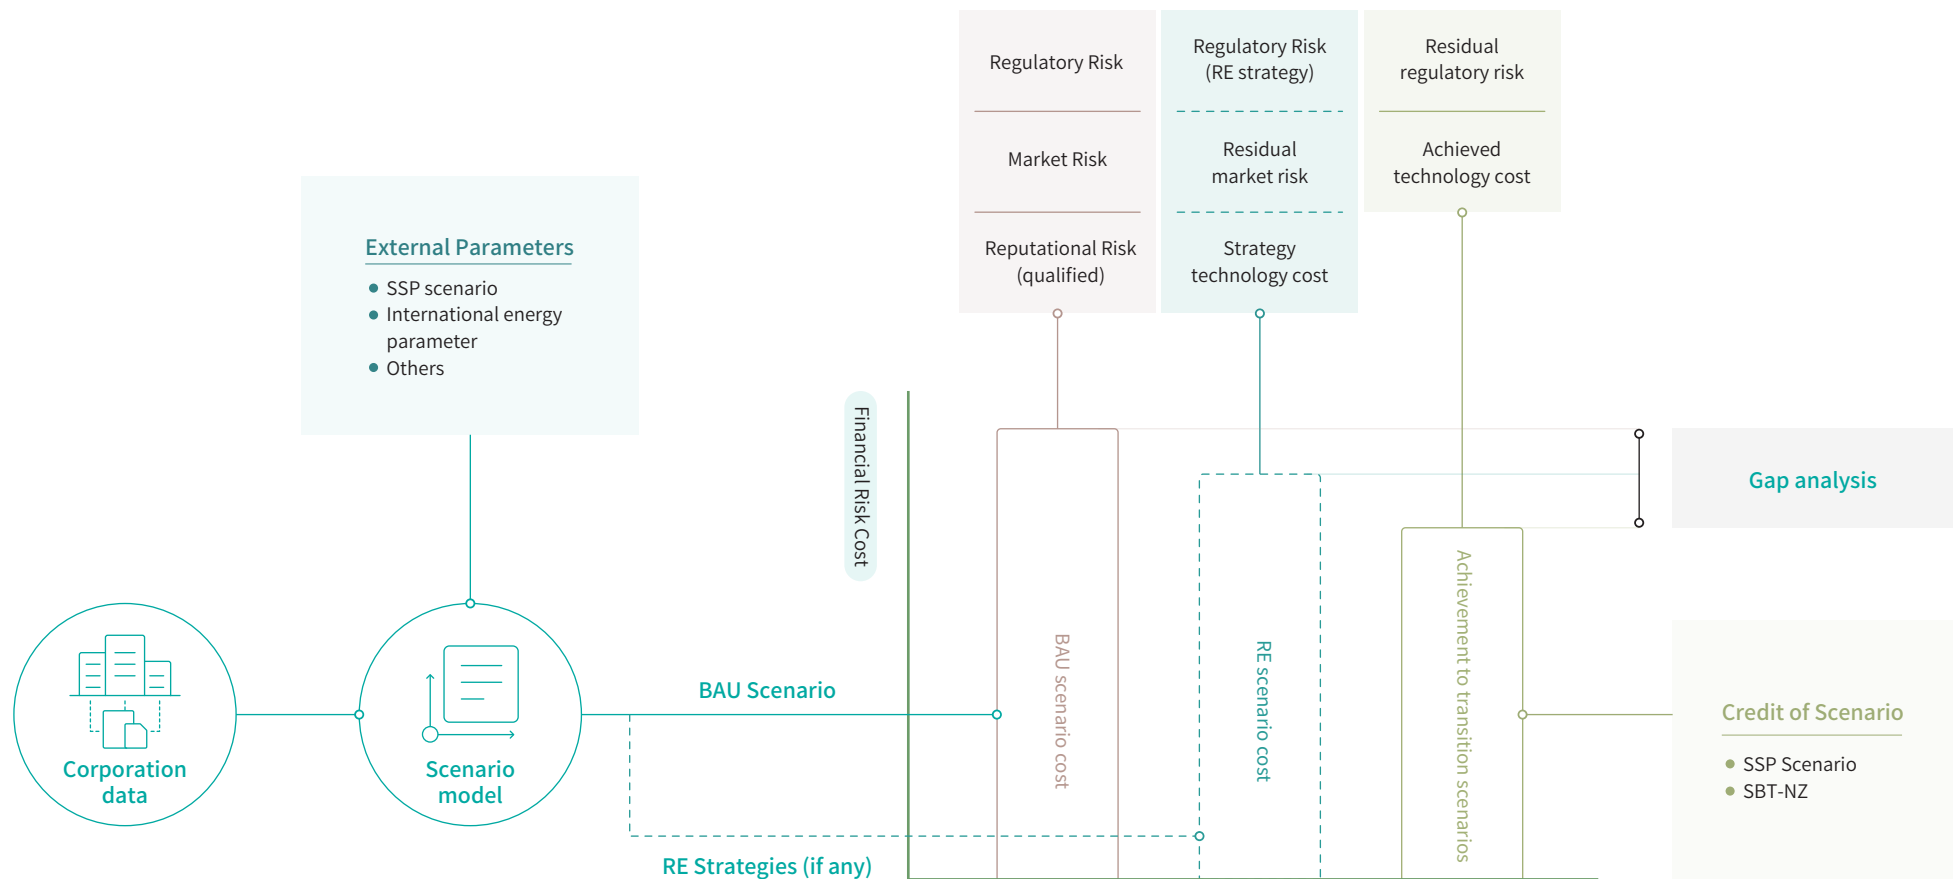 Regulatory Risk
Market Risk
Reputational Risk
(qualified)
Regulatory Risk
(RE strategy)
Residual
market risk
Strategy
technology cost
Residual
regulatory risk
Achieved
technology cost
External Parameters
SSP scenario
International energy
parameter
Others
Financial Risk Cost
Gap analysis
Corporation
data
Scenario
model
BAU Scenario
RE Strategies (if any)
BAU scenario cost
RE scenario cost
Achievement to transition scenarios
Credit of Scenario
SSP Scenario
SBT-NZ